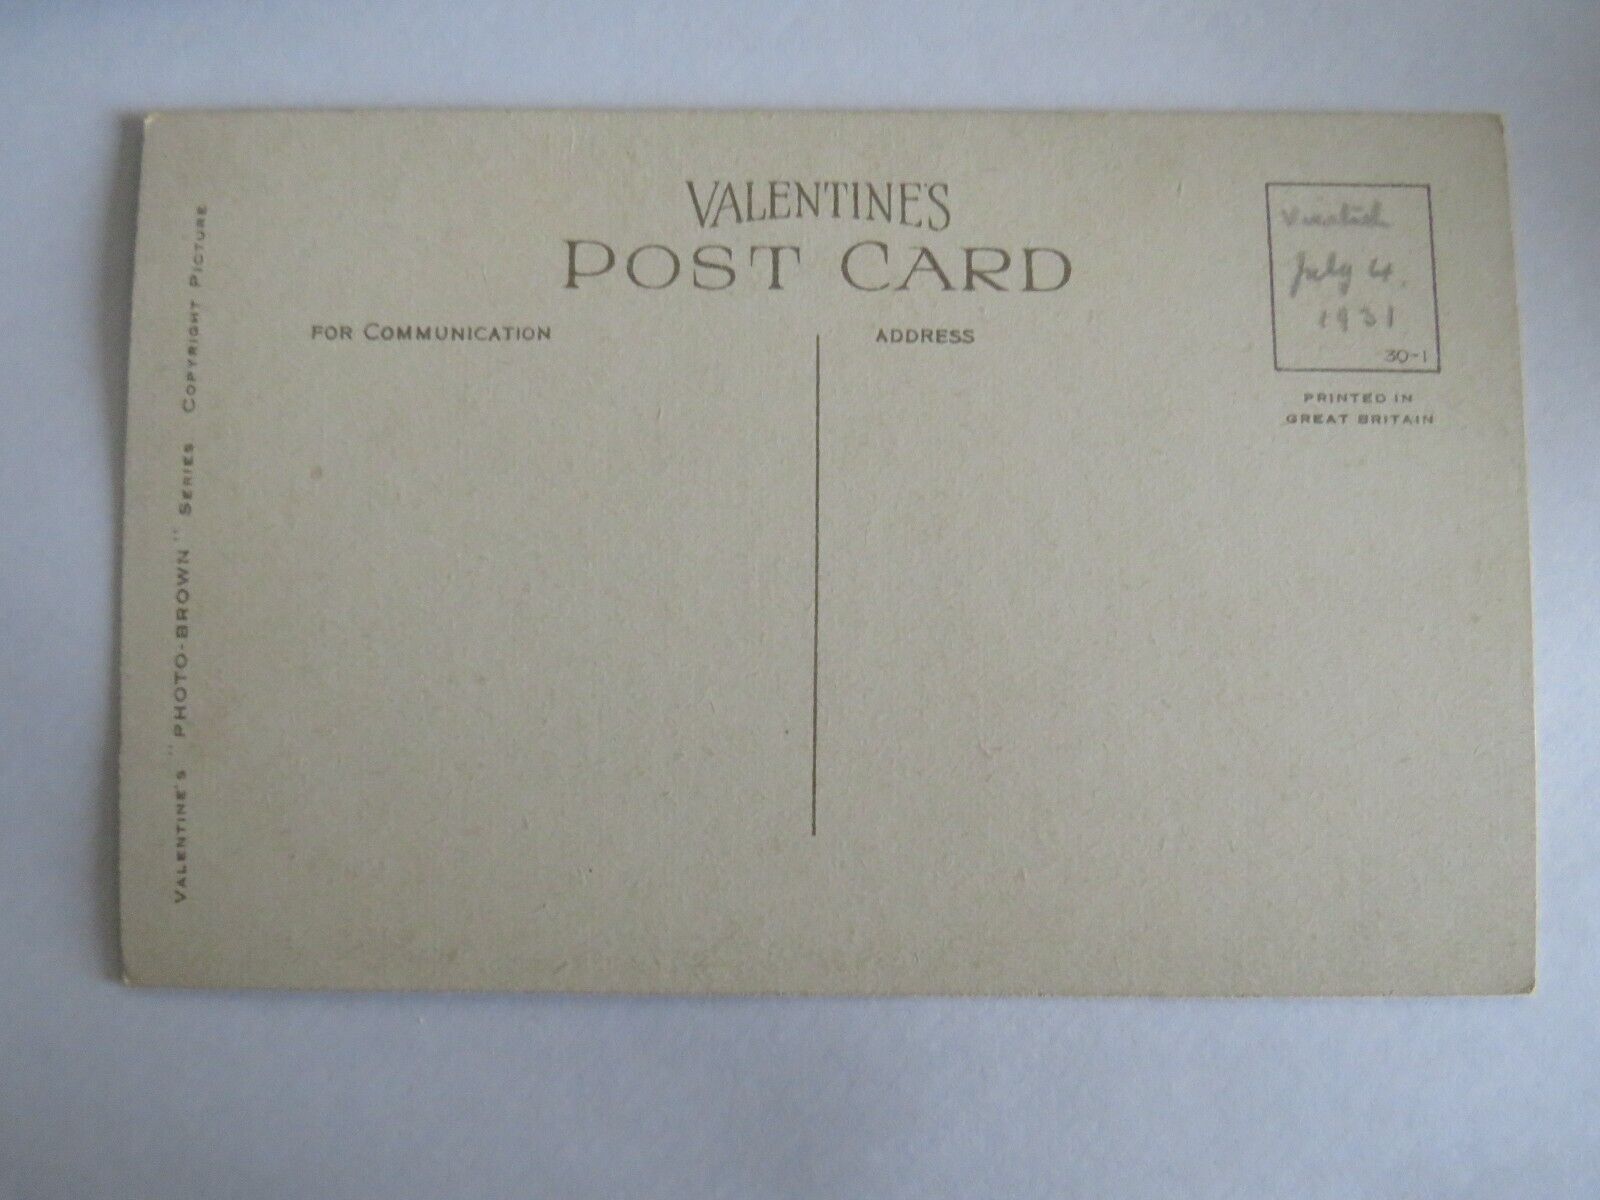 VALENTINE'S
POST CARD
FOR COMMUNICATION
ADDRESS
July 4.
1931
30-1
PRINTED IN
GREAT BRITAIN
VALENTINE'S "PHOTO-BROWN" SERIES COPYRIGHT PICTURE